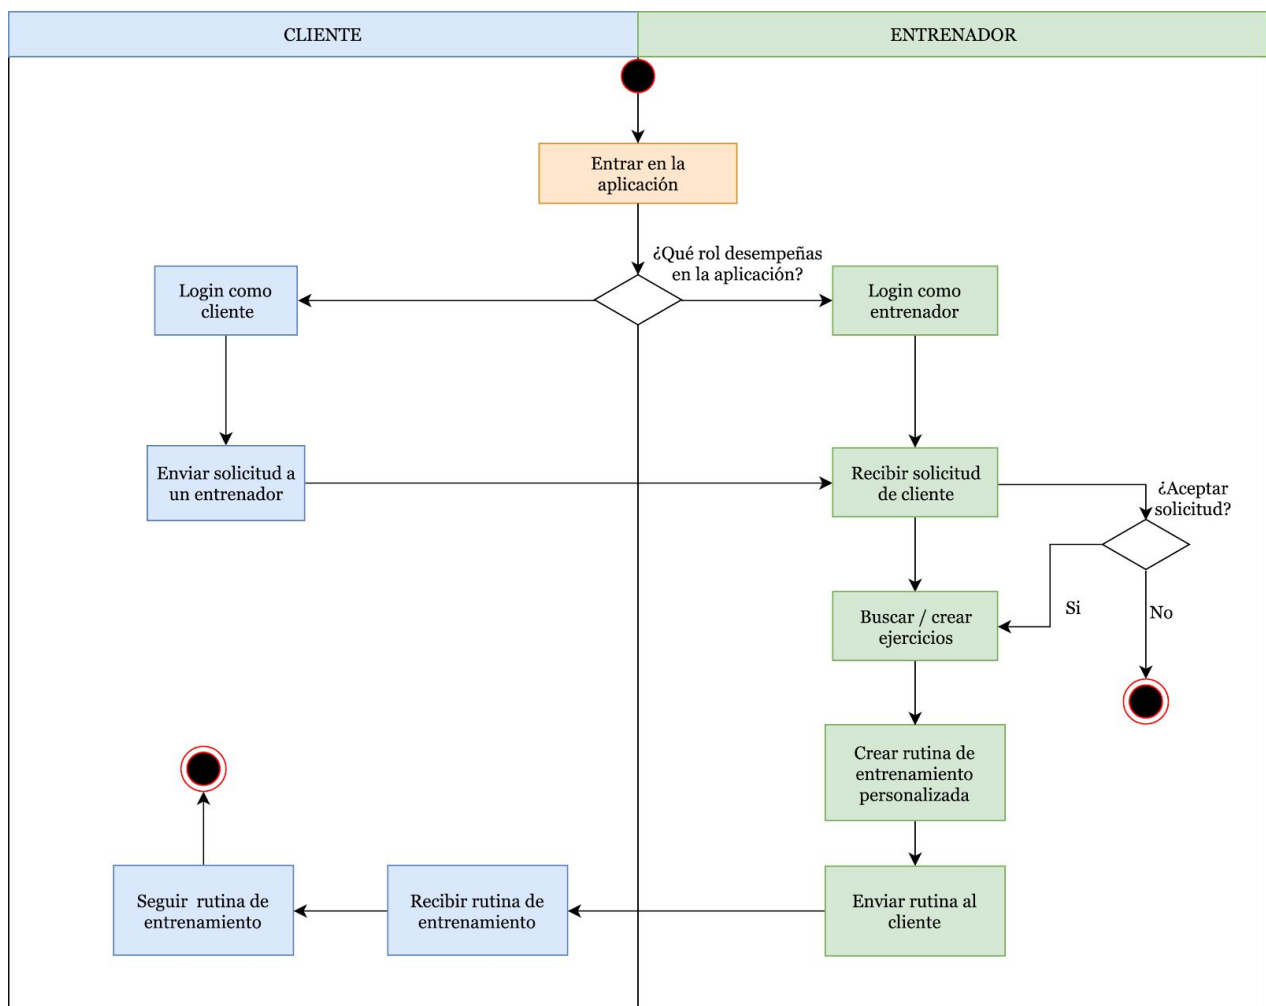 CLIENTE
ENTRENADOR
Entrar en la
aplicación
¿Qué rol desempeñas
en la aplicación?
Login como
cliente
Login como
entrenador
Enviar solicitud a
un entrenador
Recibir solicitud
de cliente
¿Aceptar
solicitud?
Buscar / crear
ejercicios
Si
No
Crear rutina de
entrenamiento
personalizada
Seguir rutina de
entrenamiento
Recibir rutina de
entrenamiento
Enviar rutina al
cliente